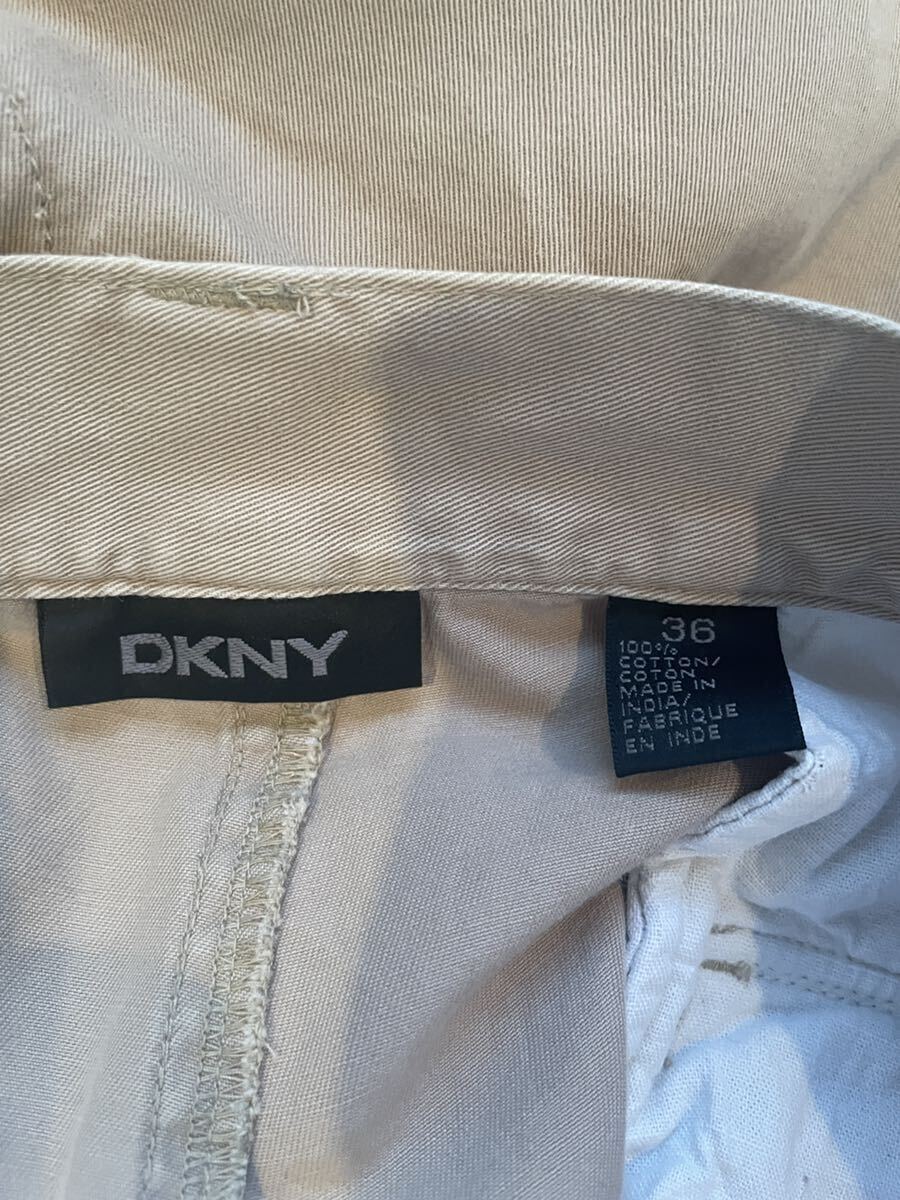 DKNY
36
100%
COTTON/
COTON
MADE IN
INDIA/
FABRIQUE
EN INDE